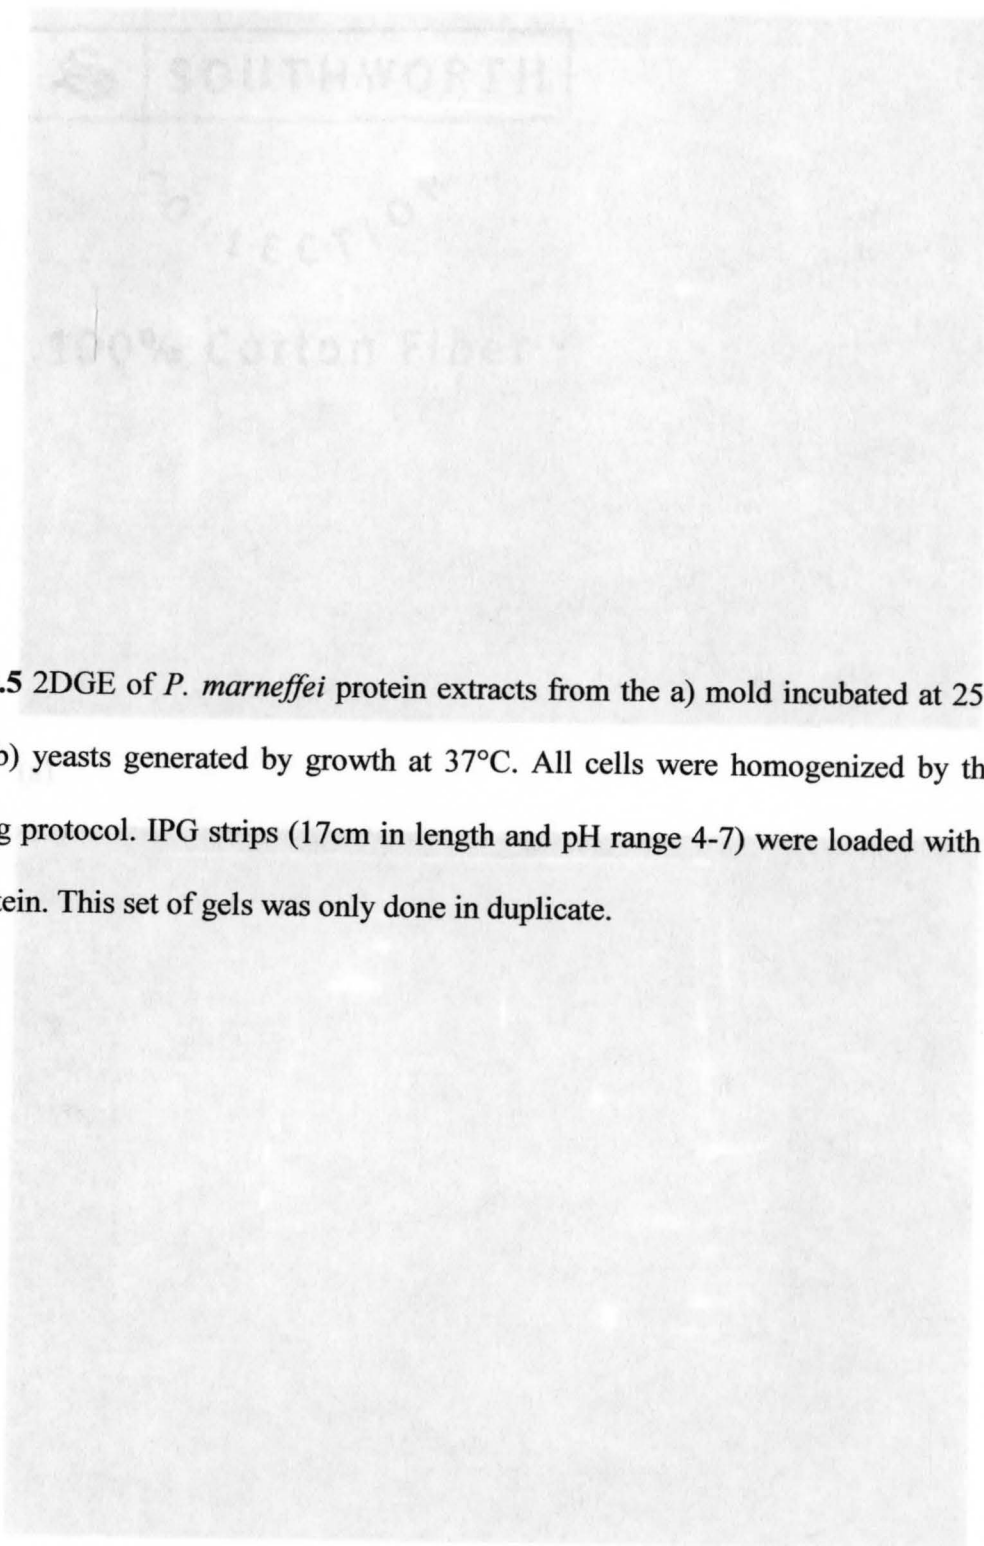 SOUTHWORTH
100% Cotton Fiber
.5 2DGE of P. marneffei protein extracts from the a) mold incubated at 25
b) yeasts generated by growth at 37°C. All cells were homogenized by th
g protocol. IPG strips (17cm in length and pH range 4-7) were loaded with
tein. This set of gels was only done in duplicate.